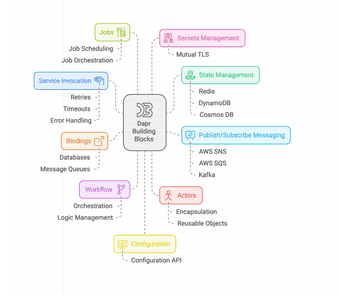 Jobs
Job Scheduling
Job Orchestration
Secrets Management
Mutual TLS
Service Invocation
Retries
Timeouts
Error Handling
State Management
Redis
DynamoDB
Cosmos DB
Dapr
Building
Blocks
Bindings
Databases
Message Queues
Publish/Subscribe Messaging
AWS SNS
AWS SQS
Kafka
Workflow
Orchestration
Logic Management
Actors
Encapsulation
Reusable Objects
Configuration
Configuration API